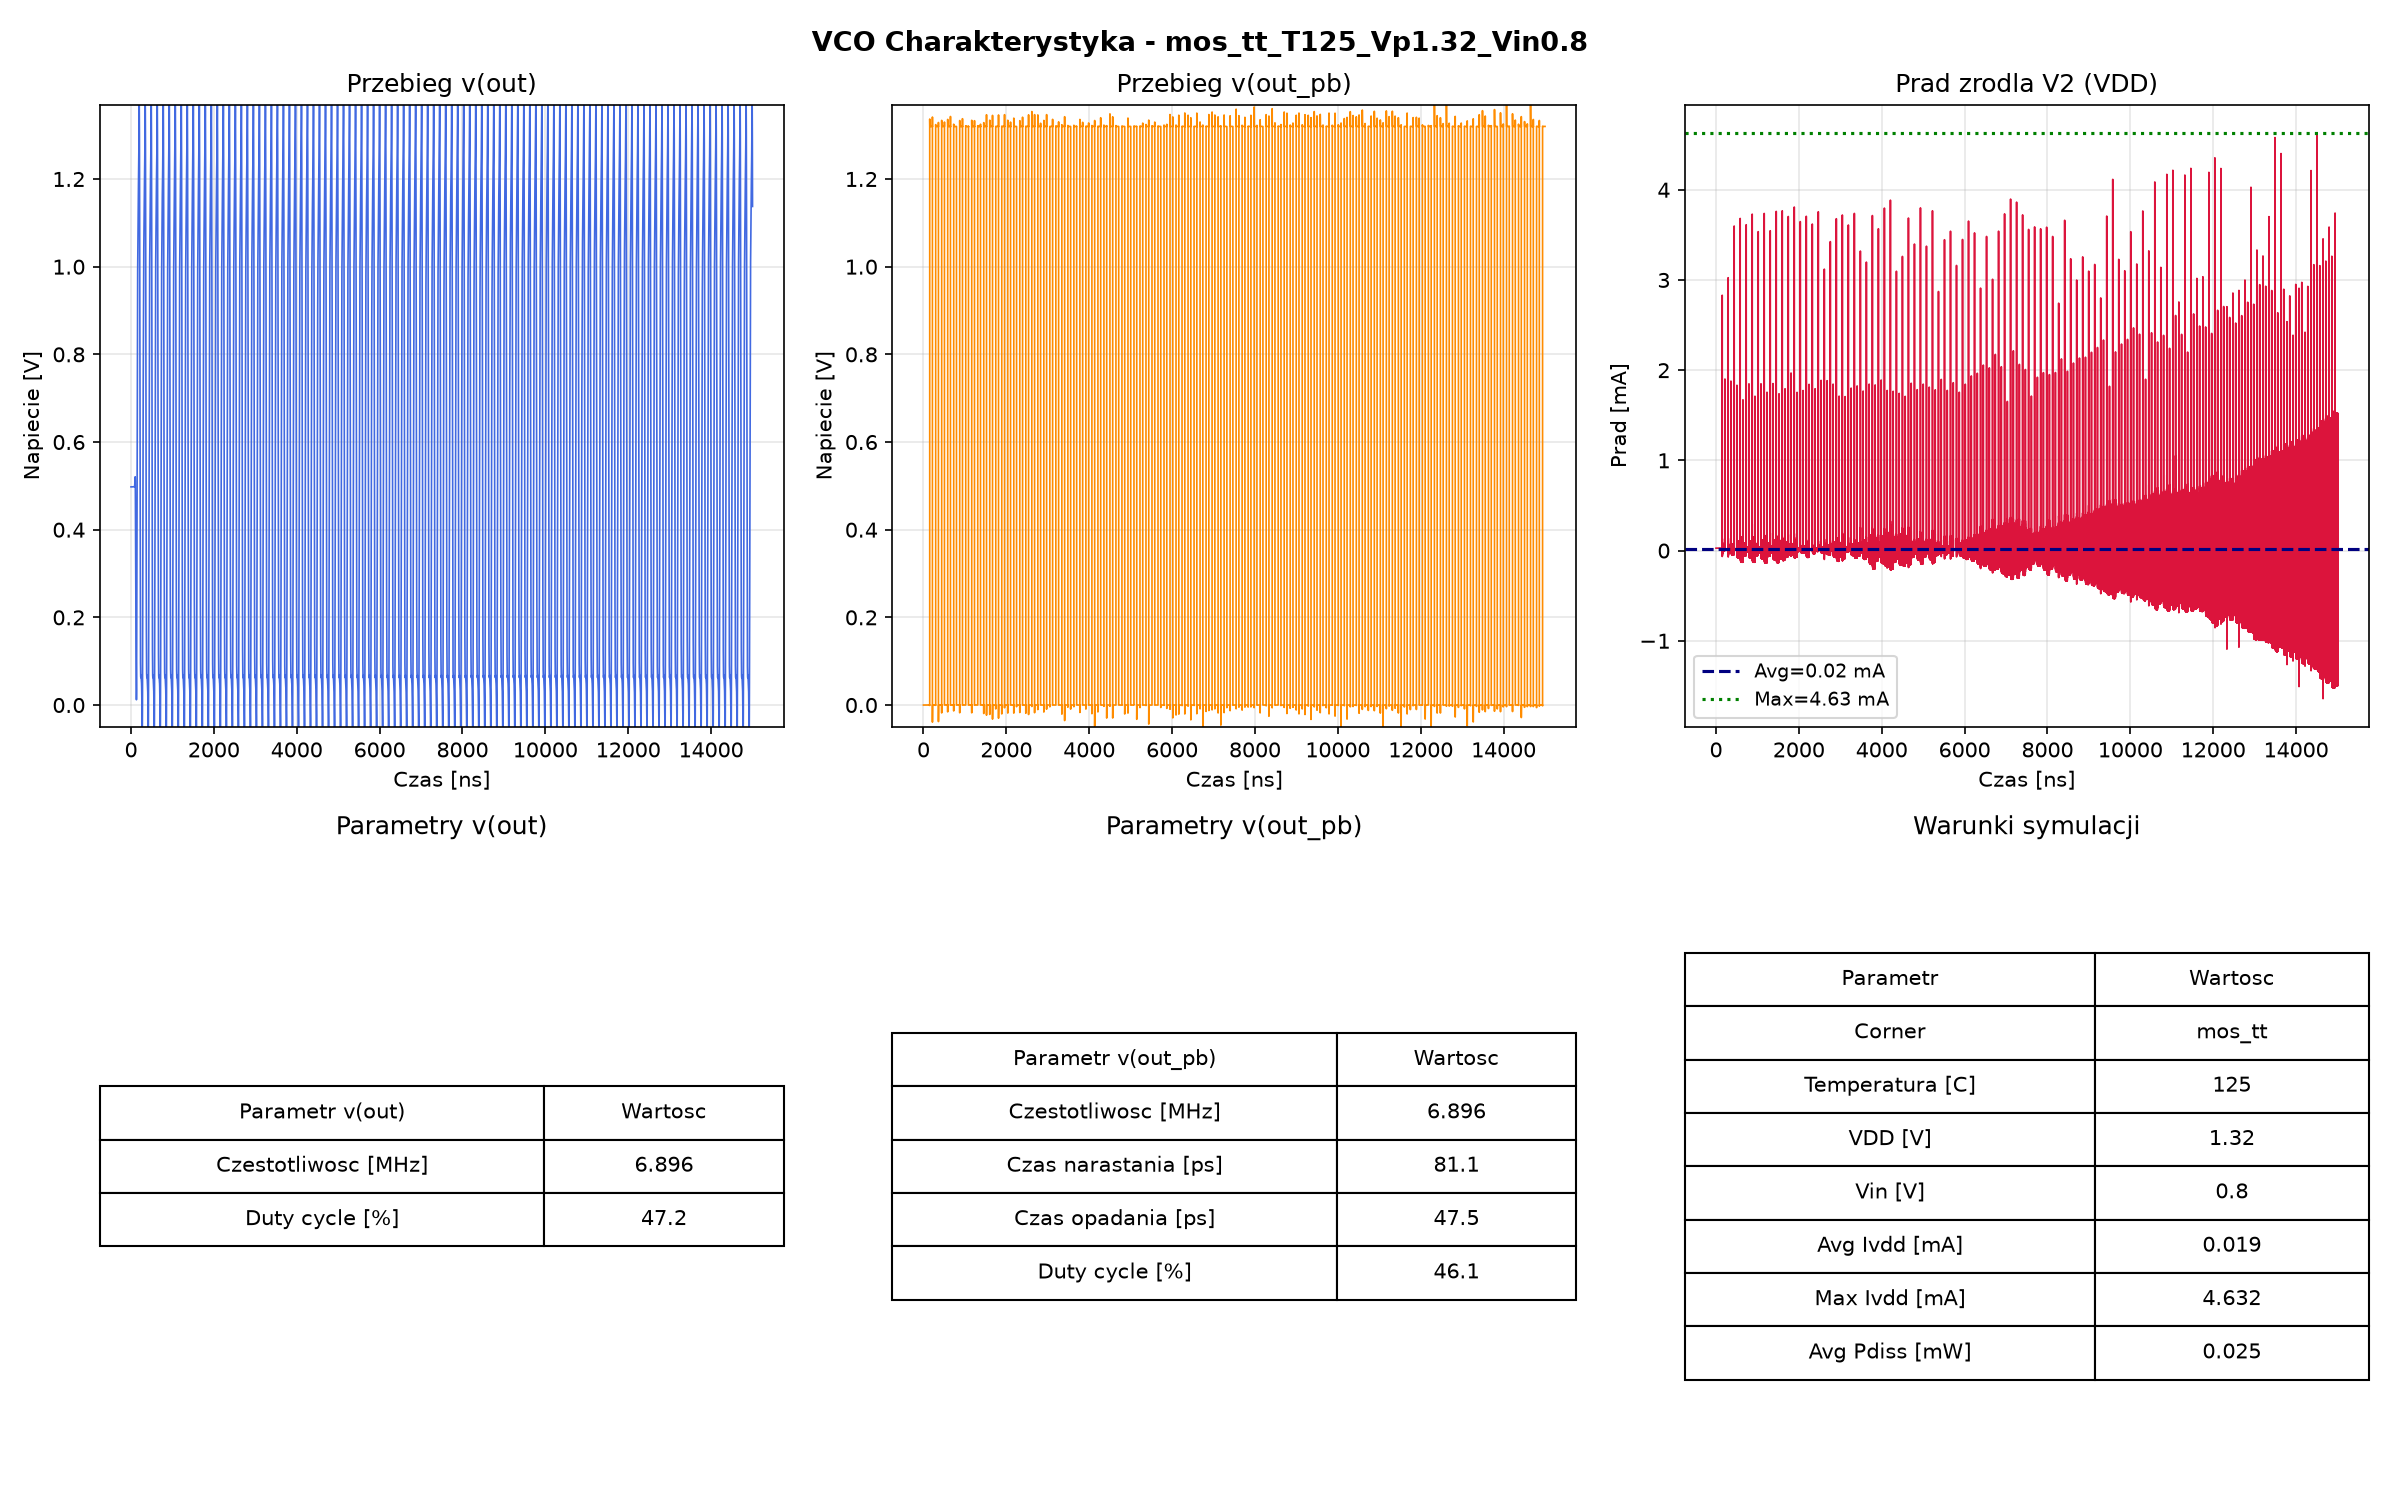 VCO Charakterystyka - mos_tt_T125_Vp1.32_Vin0.8
Przebieg v(out)
Napiecie [V]
1.2
1.0
0.8
0.6
0.4
0.2
0.0
0 2000 4000 6000 8000 10000 12000 14000
Czas [ns]
Przebieg v(out_pb)
Napiecie [V]
1.2
1.0
0.8
0.6
0.4
0.2
0.0
0 2000 4000 6000 8000 10000 12000 14000
Czas [ns]
Prad zrodla V2 (VDD)
Prad [mA]
4
3
2
1
0
−1
Avg=0.02 mA
Max=4.63 mA
0 2000 4000 6000 8000 10000 12000 14000
Czas [ns]
Parametry v(out)
Parametr v(out) Wartosc
Czestotliwosc [MHz] 6.896
Duty cycle [%] 47.2
Parametry v(out_pb)
Parametr v(out_pb) Wartosc
Czestotliwosc [MHz] 6.896
Czas narastania [ps] 81.1
Czas opadania [ps] 47.5
Duty cycle [%] 46.1
Warunki symulacji
Parametr Wartosc
Corner mos_tt
Temperatura [C] 125
VDD [V] 1.32
Vin [V] 0.8
Avg Ivdd [mA] 0.019
Max Ivdd [mA] 4.632
Avg Pdiss [mW] 0.025